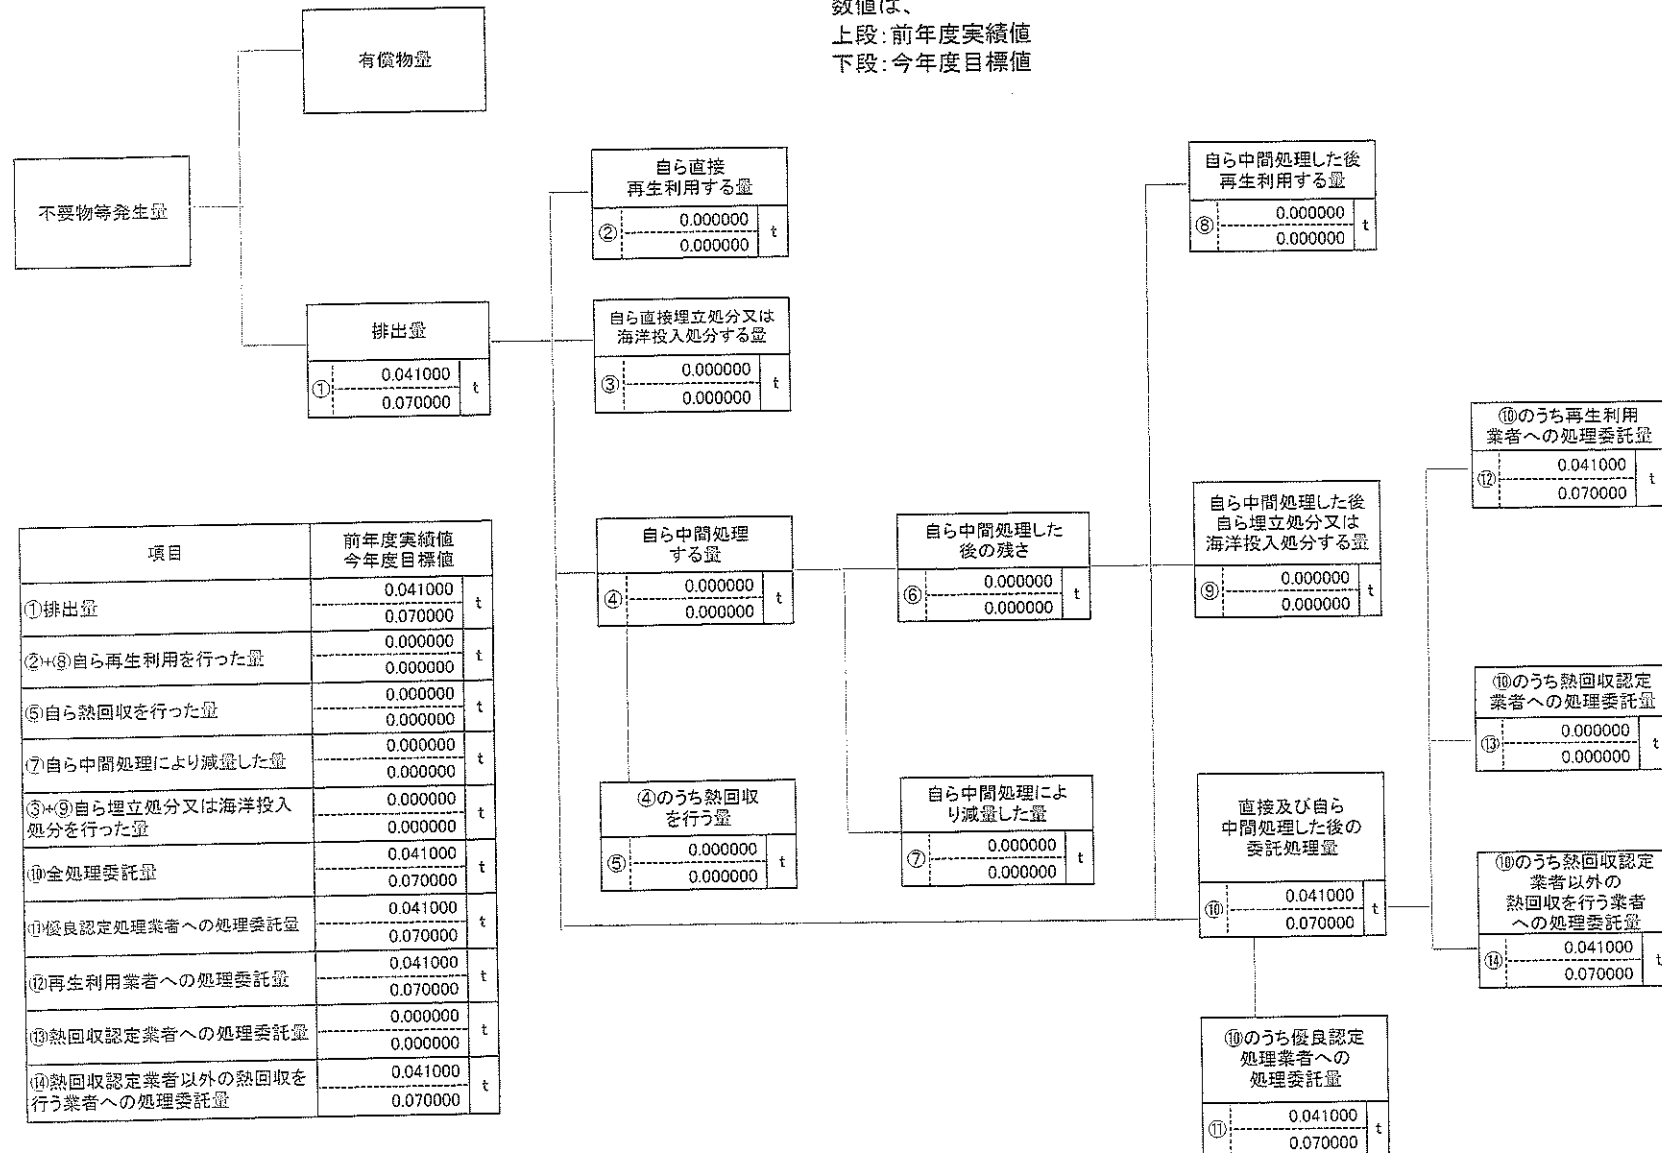 数値は、
上段:前年度実績値
下段:今年度目標値
有償物量
不要物等発生量
排出量
① 0.041000 t
0.070000
自ら直接
再生利用する量
② 0.000000 t
0.000000
自ら直接埋立処分又は
海洋投入処分する量
③ 0.000000 t
0.000000
自ら中間処理した後
再生利用する量
⑧ 0.000000 t
0.000000
自ら中間処理
する量
④ 0.000000 t
0.000000
自ら中間処理した
後の残さ
⑥ 0.000000 t
0.000000
自ら中間処理した後
自ら埋立処分又は
海洋投入処分する量
⑨ 0.000000 t
0.000000
⑩のうち再生利用
業者への処理委託量
⑫ 0.041000 t
0.070000
⑩のうち熱回収認定
業者への処理委託量
⑬ 0.000000 t
0.000000
④のうち熱回収
を行う量
⑤ 0.000000 t
0.000000
自ら中間処理によ
り減量した量
⑦ 0.000000 t
0.000000
直接及び自ら
中間処理した後の
委託処理量
⑩ 0.041000 t
0.070000
⑩のうち熱回収認定
業者以外の
熱回収を行う業者
への処理委託量
⑭ 0.041000 t
0.070000
⑩のうち優良認定
処理業者への
処理委託量
⑪ 0.041000 t
0.070000
項目
前年度実績値
今年度目標値
①排出量 0.041000 t
0.070000
②+⑧自ら再生利用を行った量 0.000000 t
0.000000
⑤自ら熱回収を行った量 0.000000 t
0.000000
⑦自ら中間処理により減量した量 0.000000 t
0.000000
③+⑨自ら埋立処分又は海洋投入
処分を行った量
0.000000 t
0.000000
⑩全処理委託量 0.041000 t
0.070000
⑪優良認定処理業者への処理委託量 0.041000 t
0.070000
⑫再生利用業者への処理委託量 0.041000 t
0.070000
⑬熱回収認定業者への処理委託量 0.000000 t
0.000000
⑭熱回収認定業者以外の熱回収を
行う業者への処理委託量
0.041000 t
0.070000